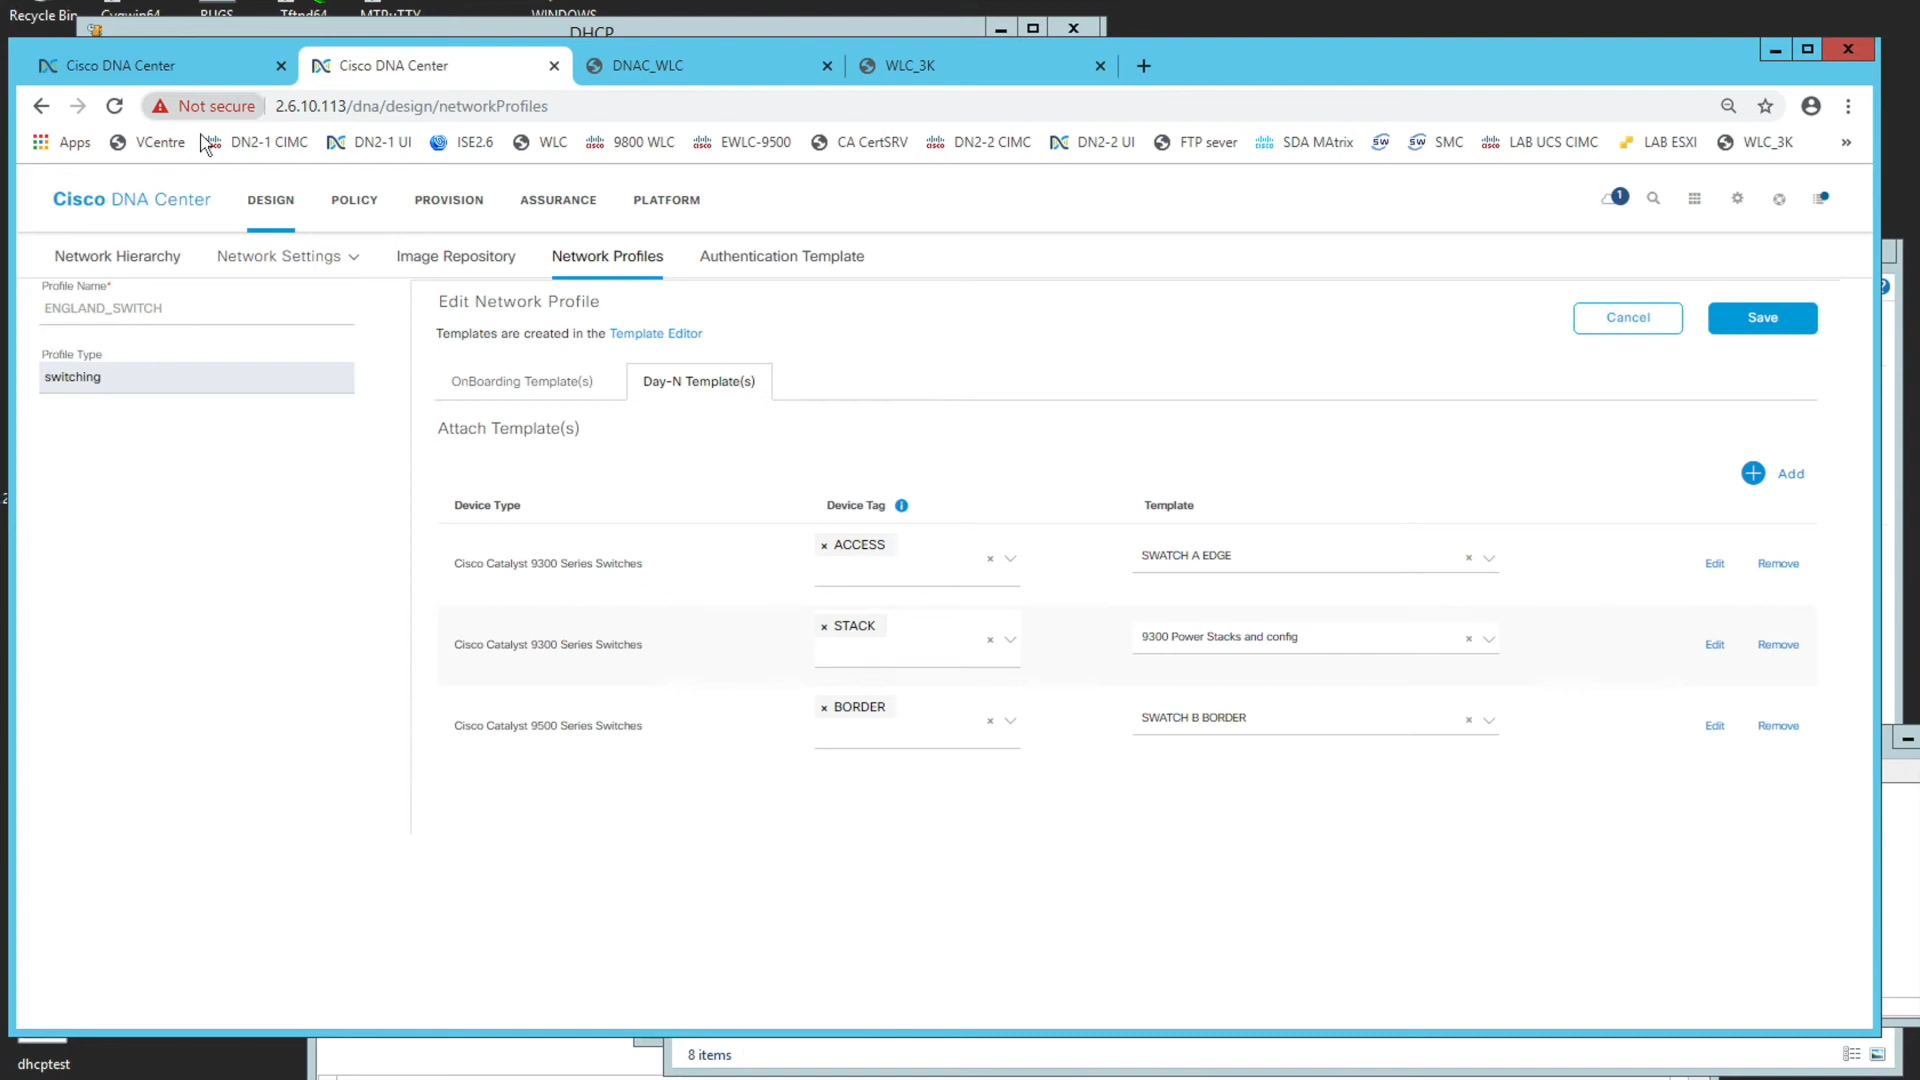 Recycle Bin
Cygwin64
BUGS
Tftpd64
MTPuTTY
WINDOWS
DHCP
Cisco DNA Center
Cisco DNA Center
DNAC_WLC
WLC_3K
Not secure
2.6.10.113/dna/design/networkProfiles
Apps
VCentre
DN2-1 CIMC
DN2-1 UI
ISE2.6
WLC
9800 WLC
EWLC-9500
CA CertSRV
DN2-2 CIMC
DN2-2 UI
FTP sever
SDA MAtrix
SMC
LAB UCS CIMC
LAB ESXI
WLC_3K
»
Cisco DNA Center
DESIGN
POLICY
PROVISION
ASSURANCE
PLATFORM
1
Network Hierarchy
Network Settings
Image Repository
Network Profiles
Authentication Template
Profile Name*
ENGLAND_SWITCH
Profile Type
switching
Edit Network Profile
Cancel
Save
Templates are created in the Template Editor
OnBoarding Template(s)
Day-N Template(s)
Attach Template(s)
Add
Device Type
Device Tag
Template
Cisco Catalyst 9300 Series Switches
× ACCESS
SWATCH A EDGE
Edit
Remove
Cisco Catalyst 9300 Series Switches
× STACK
9300 Power Stacks and config
Edit
Remove
Cisco Catalyst 9500 Series Switches
× BORDER
SWATCH B BORDER
Edit
Remove
8 items
dhcptest